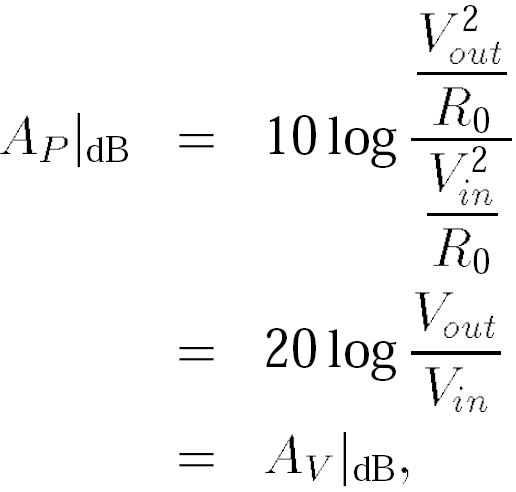 A_P|_dB = 10 log ((V_out^2 / R_0) / (V_in^2 / R_0))
= 20 log (V_out / V_in)
= A_V|_dB,